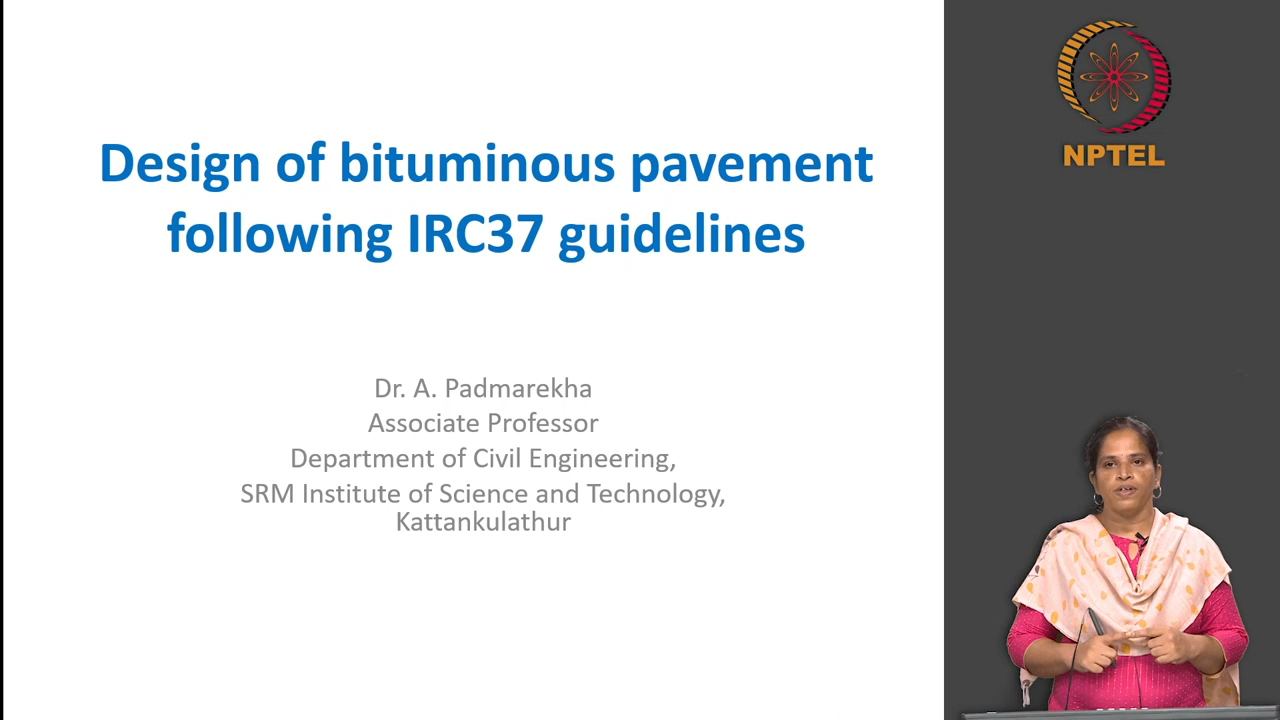 Design of bituminous pavement
following IRC37 guidelines
Dr. A. Padmarekha
Associate Professor
Department of Civil Engineering,
SRM Institute of Science and Technology,
Kattankulathur
NPTEL